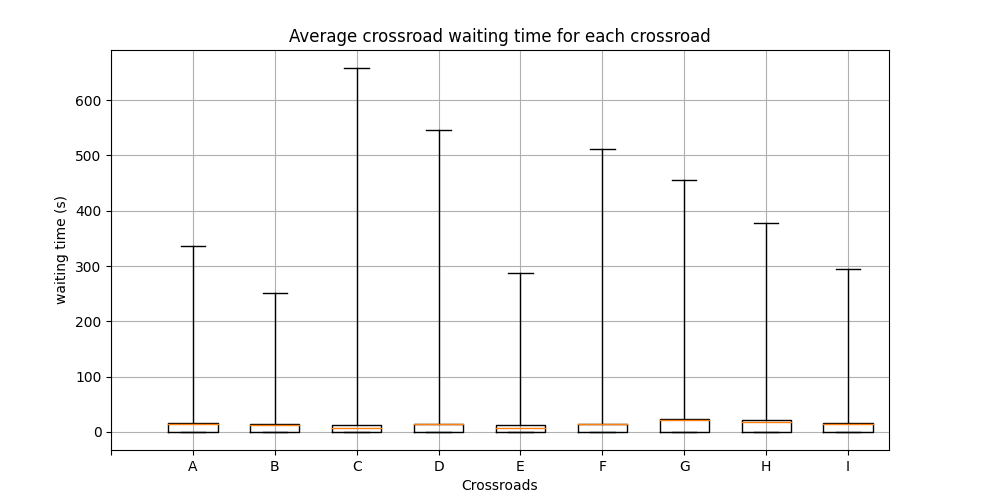 Average crossroad waiting time for each crossroad
waiting time (s)
600
500
400
300
200
100
0
A B C D E F G H I
Crossroads